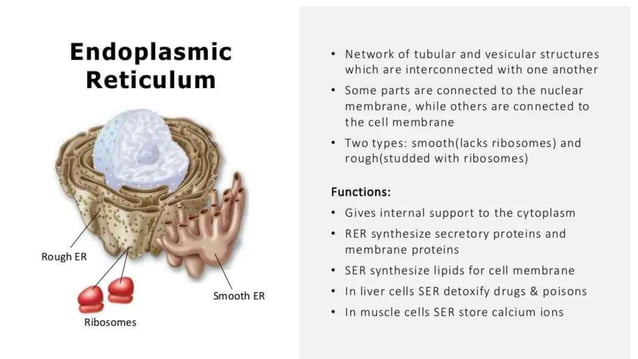 Endoplasmic
Reticulum
Rough ER
Smooth ER
Ribosomes
• Network of tubular and vesicular structures
which are interconnected with one another
• Some parts are connected to the nuclear
membrane, while others are connected to
the cell membrane
• Two types: smooth(lacks ribosomes) and
rough(studded with ribosomes)
Functions:
• Gives internal support to the cytoplasm
• RER synthesize secretory proteins and
membrane proteins
• SER synthesize lipids for cell membrane
• In liver cells SER detoxify drugs & poisons
• In muscle cells SER store calcium ions